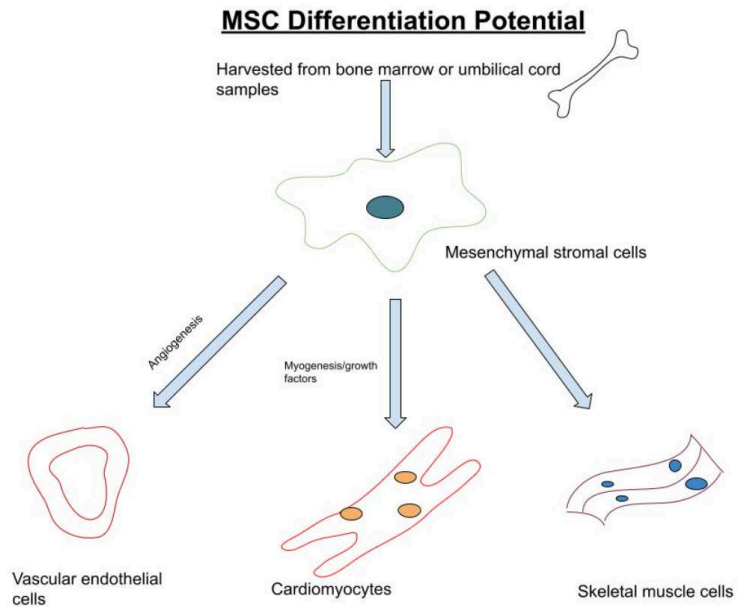 MSC Differentiation Potential
Harvested from bone marrow or umbilical cord
samples
Mesenchymal stromal cells
Angiogenesis
Myogenesis/growth
factors
Vascular endothelial
cells
Cardiomyocytes
Skeletal muscle cells